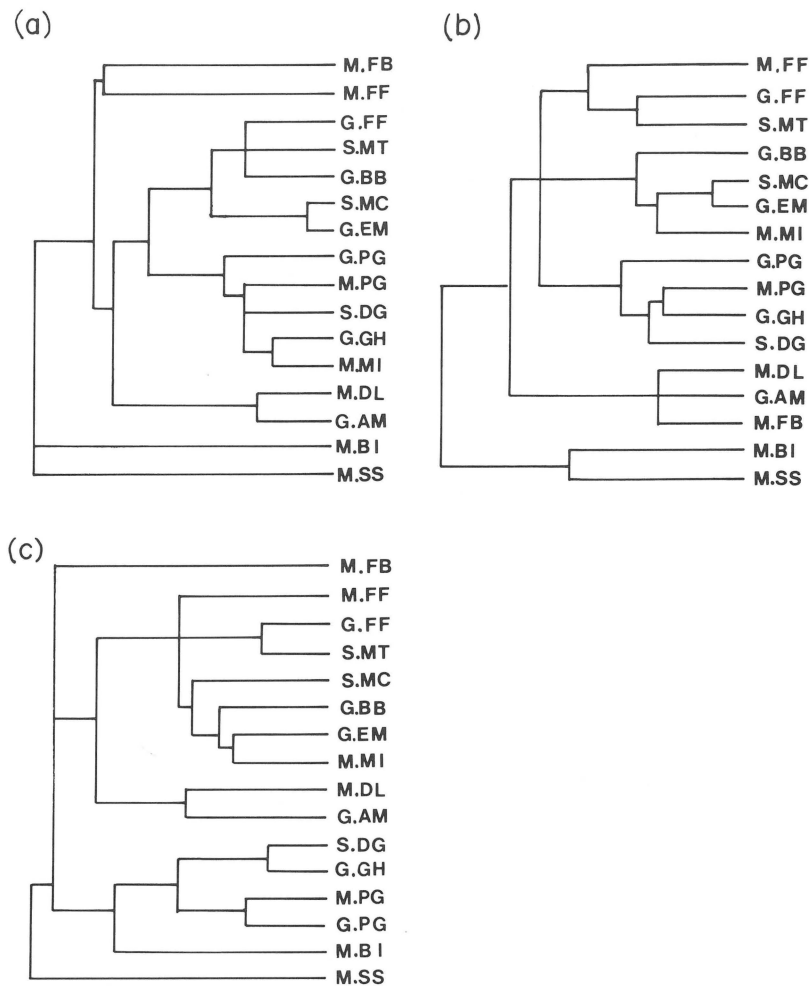 (a)
M.FB
M.FF
G.FF
S.MT
G.BB
S.MC
G.EM
G.PG
M.PG
S.DG
G.GH
M.MI
M.DL
G.AM
M.BI
M.SS
(b)
M.FF
G.FF
S.MT
G.BB
S.MC
G.EM
M.MI
G.PG
M.PG
G.GH
S.DG
M.DL
G.AM
M.FB
M.BI
M.SS
(c)
M.FB
M.FF
G.FF
S.MT
S.MC
G.BB
G.EM
M.MI
M.DL
G.AM
S.DG
G.GH
M.PG
G.PG
M.BI
M.SS